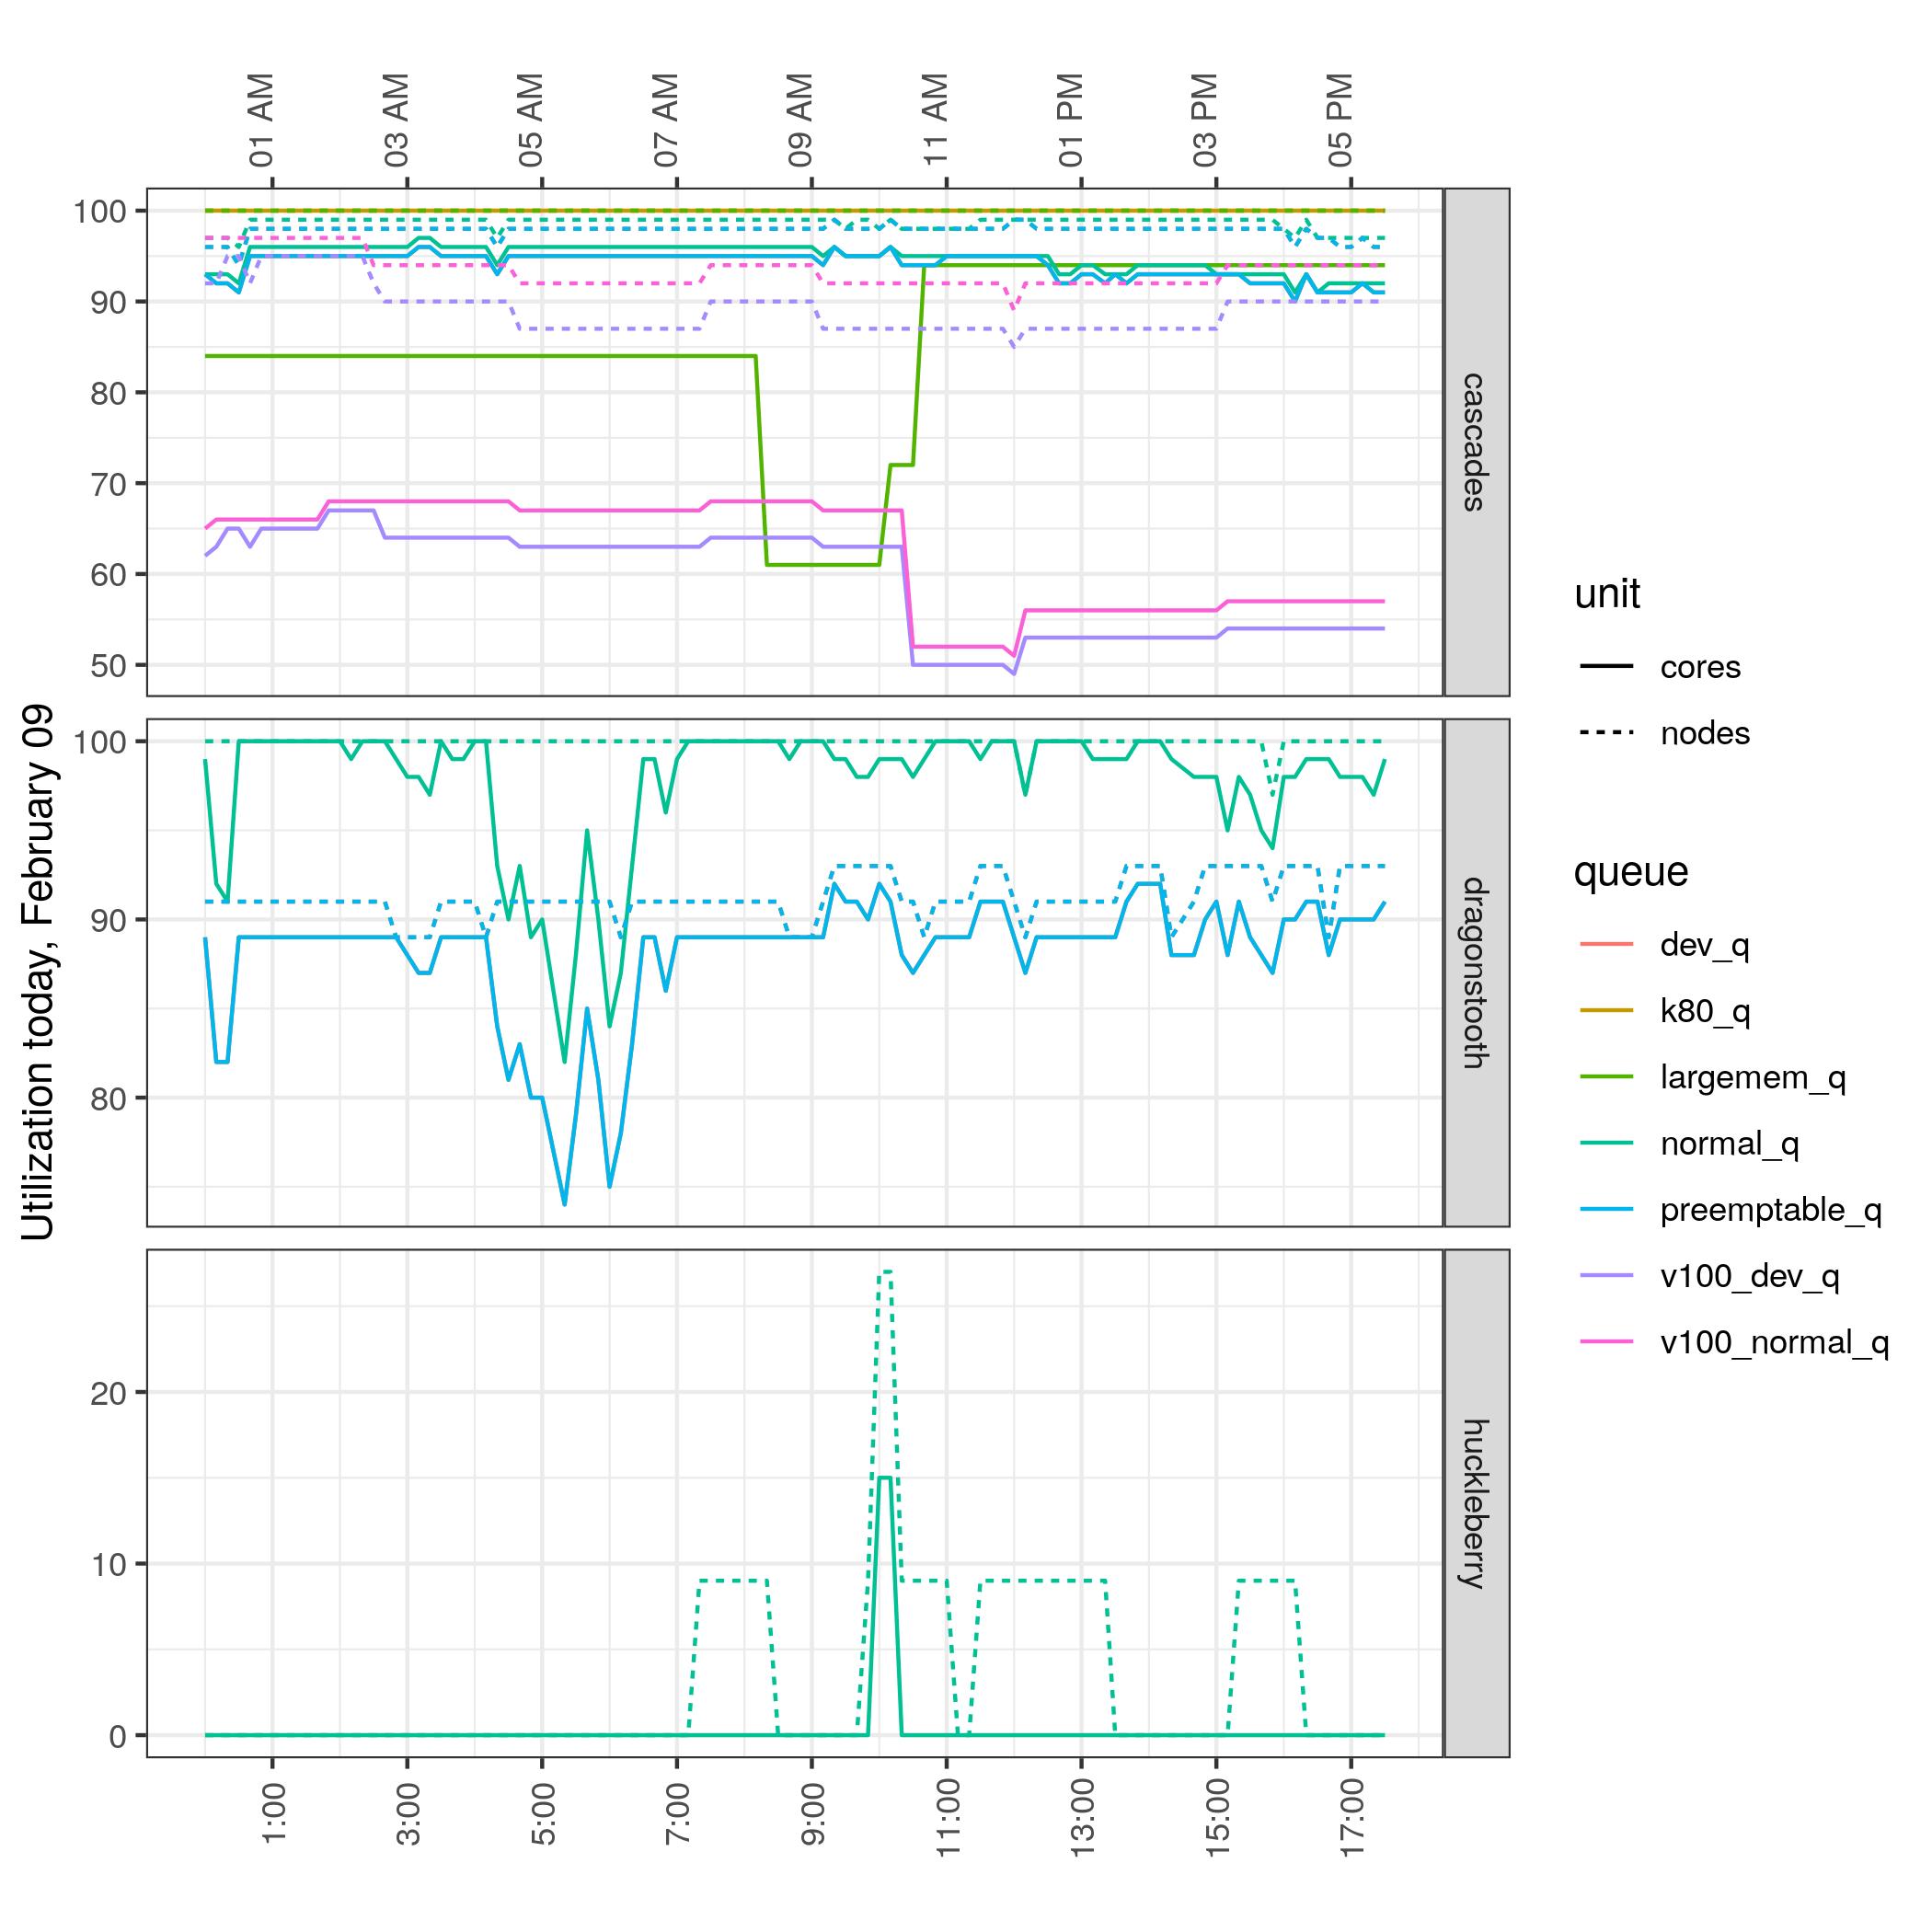 01 AM
03 AM
05 AM
07 AM
09 AM
11 AM
01 PM
03 PM
05 PM
Utilization today, February 09
100
90
80
70
60
50
cascades
100
90
80
dragonstooth
20
10
0
huckleberry
1:00
3:00
5:00
7:00
9:00
11:00
13:00
15:00
17:00
unit
cores
nodes
queue
dev_q
k80_q
largemem_q
normal_q
preemptable_q
v100_dev_q
v100_normal_q